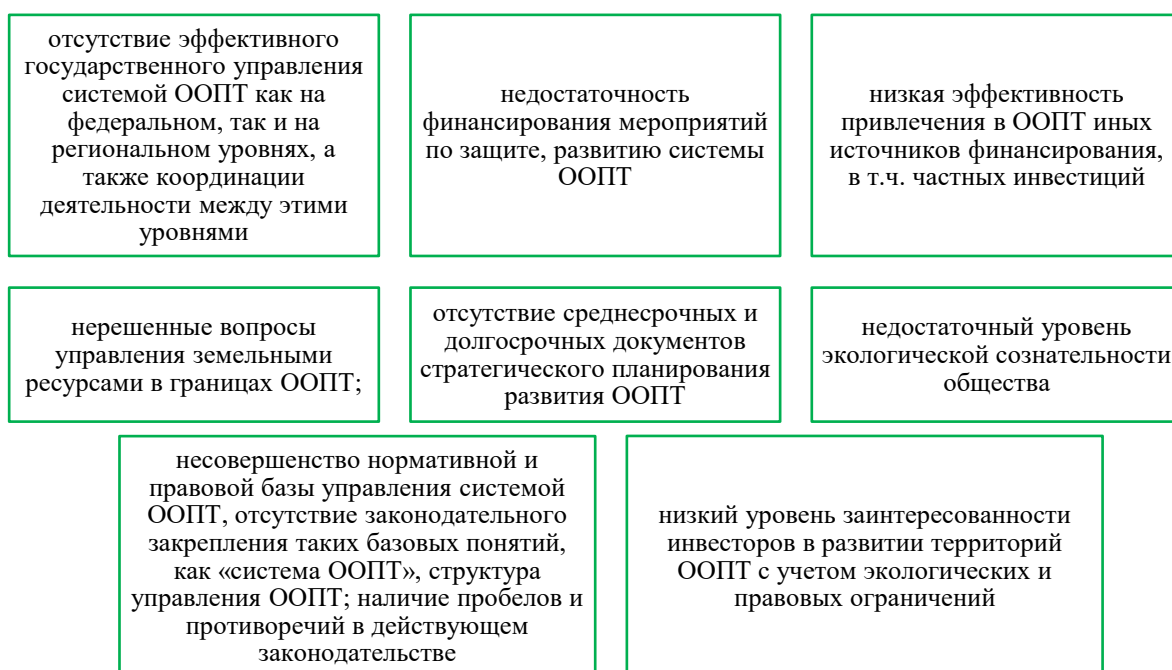 отсутствие эффективного
государственного управления
системой ООПТ как на
федеральном, так и на
региональном уровнях, а
также координации
деятельности между этими
уровнями
недостаточность
финансирования мероприятий
по защите, развитию системы
ООПТ
низкая эффективность
привлечения в ООПТ иных
источников финансирования,
в т.ч. частных инвестиций
нерешенные вопросы
управления земельными
ресурсами в границах ООПТ;
отсутствие среднесрочных и
долгосрочных документов
стратегического планирования
развития ООПТ
недостаточный уровень
экологической сознательности
общества
несовершенство нормативной и
правовой базы управления системой
ООПТ, отсутствие законодательного
закрепления таких базовых понятий,
как «система ООПТ», структура
управления ООПТ; наличие пробелов и
противоречий в действующем
законодательстве
низкий уровень заинтересованности
инвесторов в развитии территорий
ООПТ с учетом экологических и
правовых ограничений